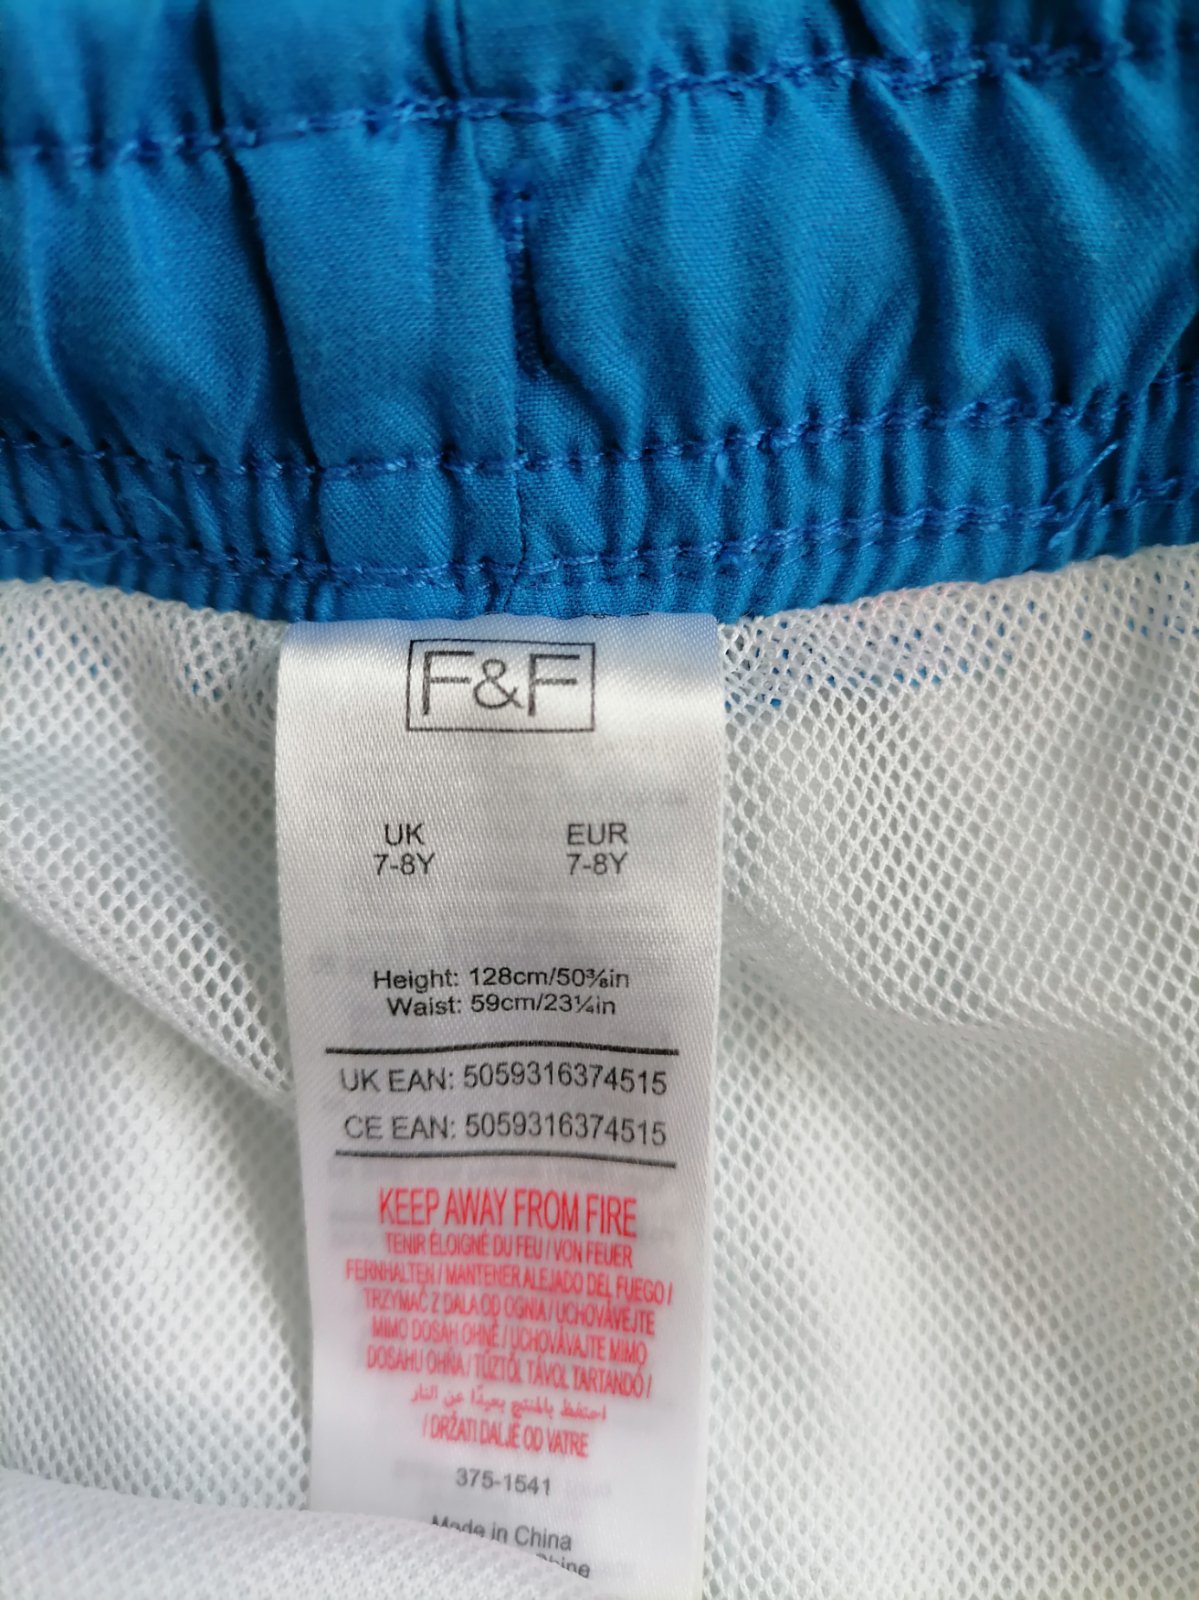 F&F
UK EUR
7-8Y 7-8Y
Height: 128cm/50⅜in
Waist: 59cm/23¼in
UK EAN: 5059316374515
CE EAN: 5059316374515
KEEP AWAY FROM FIRE
TENIR ÉLOIGNÉ DU FEU / VON FEUER
FERNHALTEN / MANTENER ALEJADO DEL FUEGO /
TRZYMAĆ Z DALA OD OGNIA / UCHOVÁVEJTE
MIMO DOSAH OHNĚ / UCHOVÁVAJTE MIMO
DOSAHU OHŇA / TŰZTŐL TÁVOL TARTANDÓ /
احتفظ بالمنتج بعيدًا عن النار
/ DRŽATI DALJE OD VATRE
375-1541
Made in China